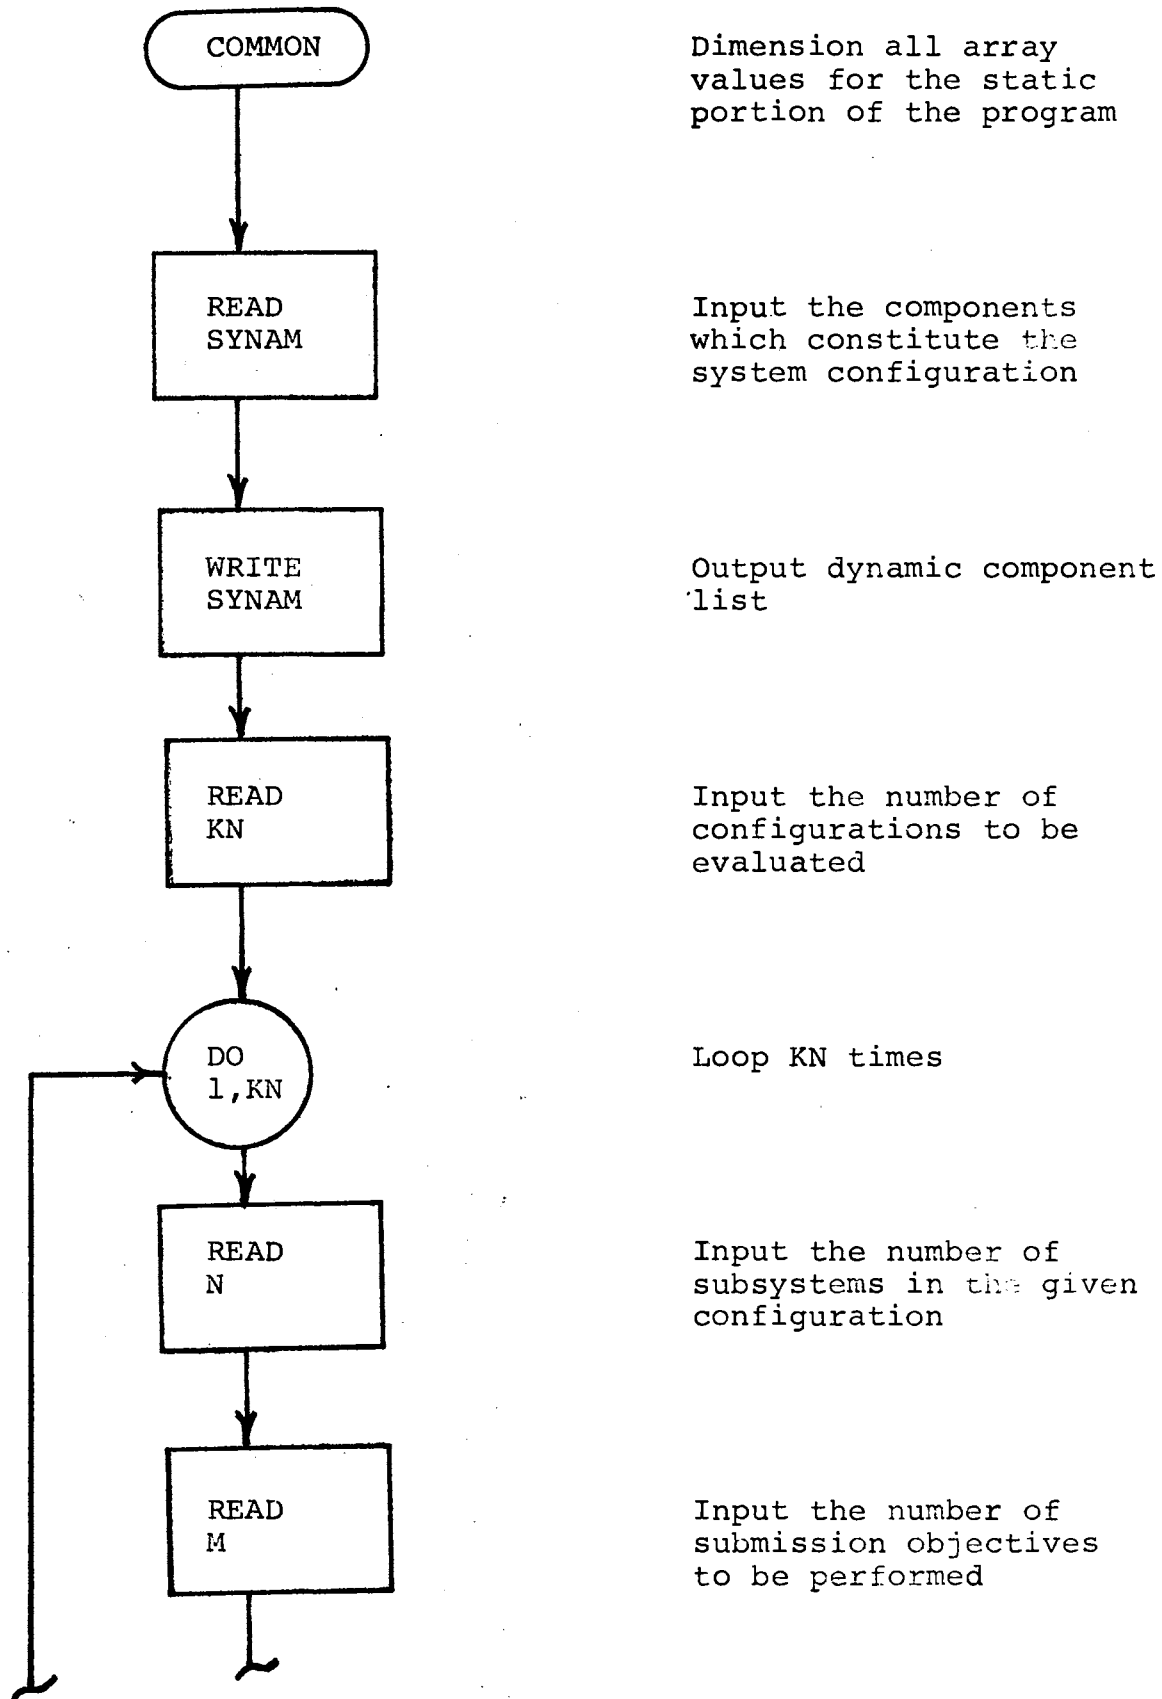 COMMON
Dimension all array
values for the static
portion of the program
READ
SYNAM
Input the components
which constitute the
system configuration
WRITE
SYNAM
Output dynamic component
list
READ
KN
Input the number of
configurations to be
evaluated
DO
1,KN
Loop KN times
READ
N
Input the number of
subsystems in the given
configuration
READ
M
Input the number of
submission objectives
to be performed